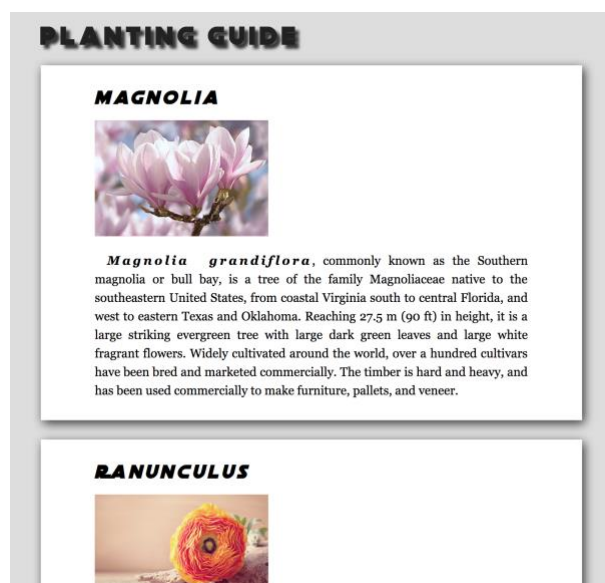 PLANTING GUIDE
MAGNOLIA
Magnolia grandiflora, commonly known as the Southern
magnolia or bull bay, is a tree of the family Magnoliaceae native to the
southeastern United States, from coastal Virginia south to central Florida, and
west to eastern Texas and Oklahoma. Reaching 27.5 m (90 ft) in height, it is a
large striking evergreen tree with large dark green leaves and large white
fragrant flowers. Widely cultivated around the world, over a hundred cultivars
have been bred and marketed commercially. The timber is hard and heavy, and
has been used commercially to make furniture, pallets, and veneer.
RANUNCULUS